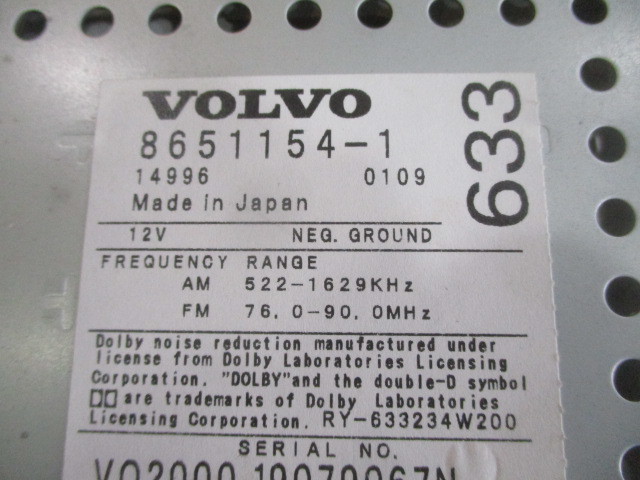 VOLVO
8651154-1
14996 0109
Made in Japan
633
12V NEG. GROUND
FREQUENCY RANGE
AM 522-1629KHz
FM 76.0-90.0MHz
Dolby noise reduction manufactured under
license from Dolby Laboratories Licensing
Corporation. "DOLBY"and the double-D symbol
are trademarks of Dolby Laboratories
Licensing Corporation. RY-633234W200
SERIAL NO.